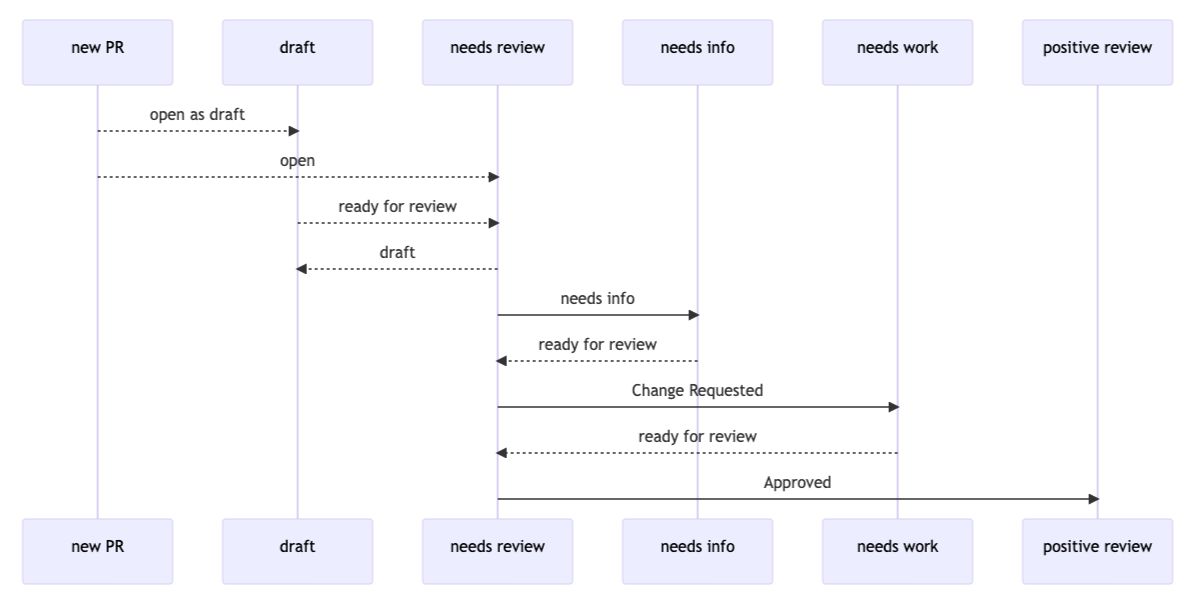 new PR
draft
needs review
needs info
needs work
positive review
open as draft
open
ready for review
draft
needs info
ready for review
Change Requested
ready for review
Approved
new PR
draft
needs review
needs info
needs work
positive review